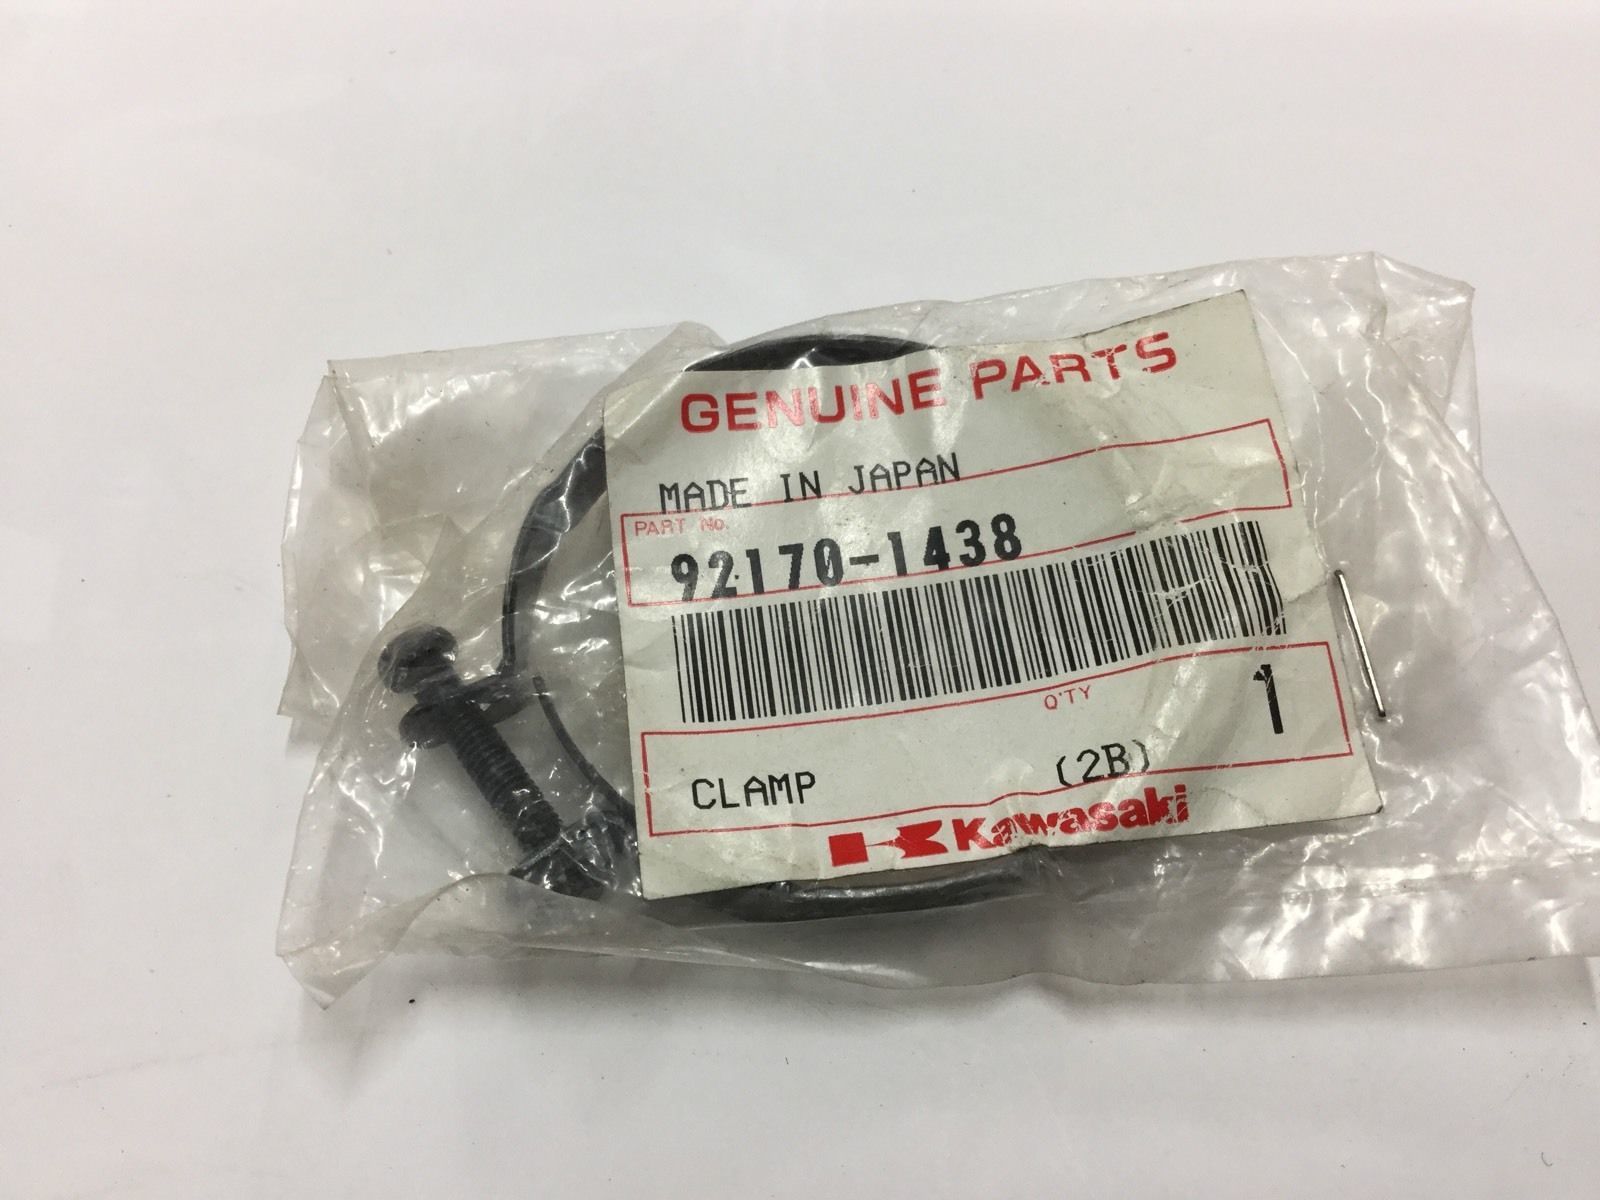 GENUINE PARTS
MADE IN JAPAN
PART No.
92170-1438
Q'TY
1
CLAMP (2B)
Kawasaki